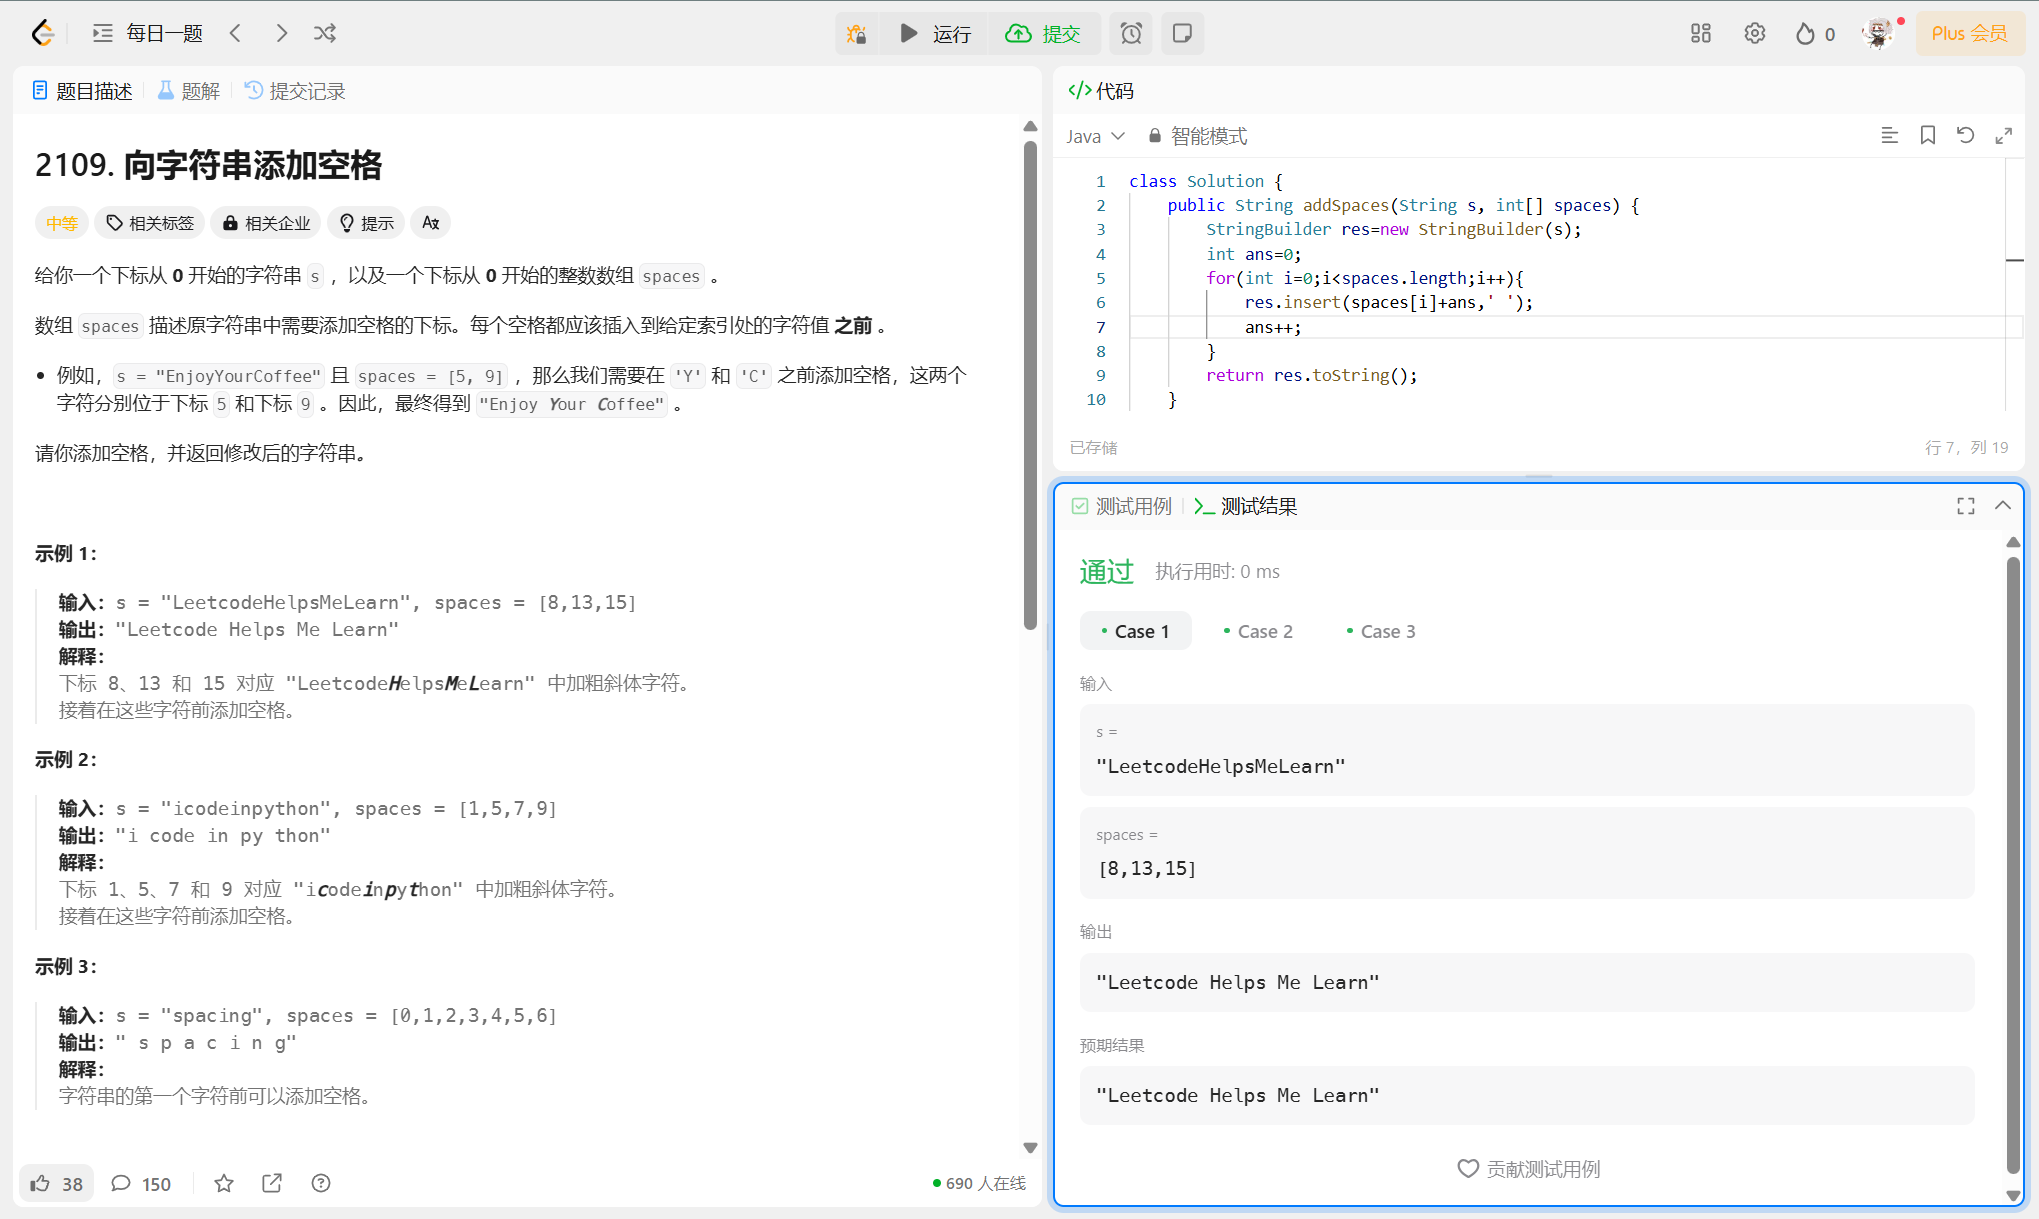 每日一题
运行
提交
0
Plus 会员
题目描述
题解
提交记录
2109. 向字符串添加空格
中等
相关标签
相关企业
提示
给你一个下标从 0 开始的字符串 s ，以及一个下标从 0 开始的整数数组 spaces 。
数组 spaces 描述原字符串中需要添加空格的下标。每个空格都应该插入到给定索引处的字符值 之前 。
• 例如，s = "EnjoyYourCoffee" 且 spaces = [5, 9] ，那么我们需要在 'Y' 和 'C' 之前添加空格，这两个
字符分别位于下标 5 和下标 9 。因此，最终得到 "Enjoy Your Coffee" 。
请你添加空格，并返回修改后的字符串。
示例 1：
输入：s = "LeetcodeHelpsMeLearn", spaces = [8,13,15]
输出："Leetcode Helps Me Learn"
解释：
下标 8、13 和 15 对应 "LeetcodeHelpsMeLearn" 中加粗斜体字符。
接着在这些字符前添加空格。
示例 2：
输入：s = "icodeinpython", spaces = [1,5,7,9]
输出："i code in py thon"
解释：
下标 1、5、7 和 9 对应 "icodeinpython" 中加粗斜体字符。
接着在这些字符前添加空格。
示例 3：
输入：s = "spacing", spaces = [0,1,2,3,4,5,6]
输出：" s p a c i n g"
解释：
字符串的第一个字符前可以添加空格。
38
150
690 人在线
</> 代码
Java
智能模式
1 class Solution {
2 public String addSpaces(String s, int[] spaces) {
3 StringBuilder res=new StringBuilder(s);
4 int ans=0;
5 for(int i=0;i<spaces.length;i++){
6 res.insert(spaces[i]+ans,' ');
7 ans++;
8 }
9 return res.toString();
10 }
已存储
行 7，列 19
测试用例
测试结果
通过
执行用时: 0 ms
• Case 1
• Case 2
• Case 3
输入
s =
"LeetcodeHelpsMeLearn"
spaces =
[8,13,15]
输出
"Leetcode Helps Me Learn"
预期结果
"Leetcode Helps Me Learn"
贡献测试用例